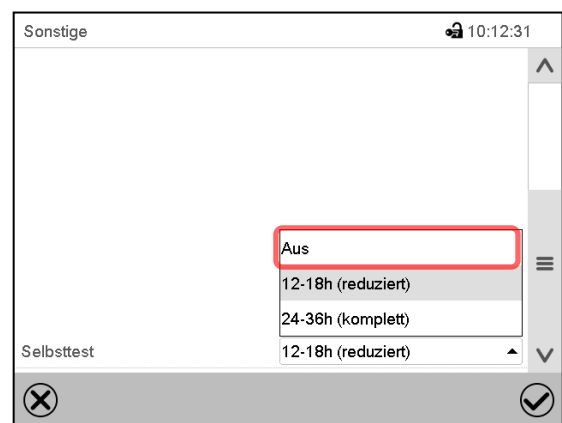 Sonstige 10:12:31
Aus
12-18h (reduziert)
24-36h (komplett)
Selbsttest 12-18h (reduziert)